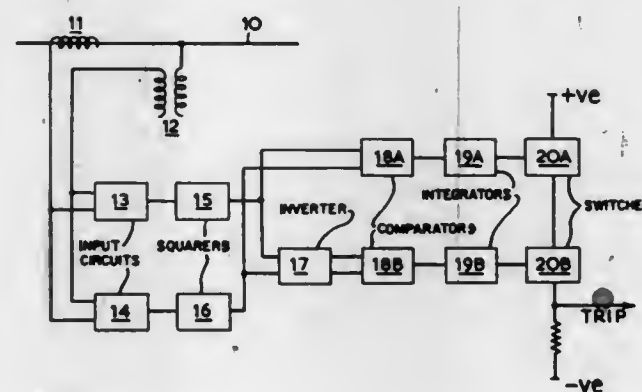 11
10
12
+ve
18A
19A
20A
13
15
INVERTER
INTEGRATORS
SWITCHES
INPUT
CIRCUITS
SQUARERS
COMPARATORS
17
18B
19B
20B
14
16
TRIP
-ve